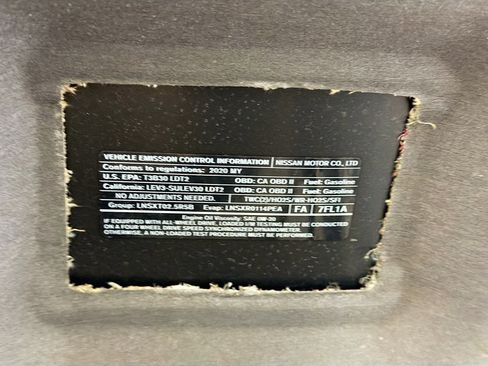 VEHICLE EMISSION CONTROL INFORMATION NISSAN MOTOR CO., LTD
Conforms to regulations: 2020 MY
U.S. EPA: T3B30 LDT2 OBD: CA OBD II Fuel: Gasoline
California: LEV3-SULEV30 LDT2 OBD: CA OBD II Fuel: Gasoline
NO ADJUSTMENTS NEEDED. TWC(2)/HO2S/WR-HO2S/SFI
Group: LNSXT02.5RSB Evap: LNSXR0114PEA FA 7FL1A
Engine Oil Viscosity: SAE 0W-20
IF EQUIPPED WITH ALL-WHEEL DRIVE, LOADED I/M TESTING MUST BE CONDUCTED
ON A FOUR WHEEL DRIVE SPEED SYNCHRONIZED DYNAMOMETER.
OTHERWISE, A NON-LOADED TEST PROCEDURE MUST BE PERFORMED.